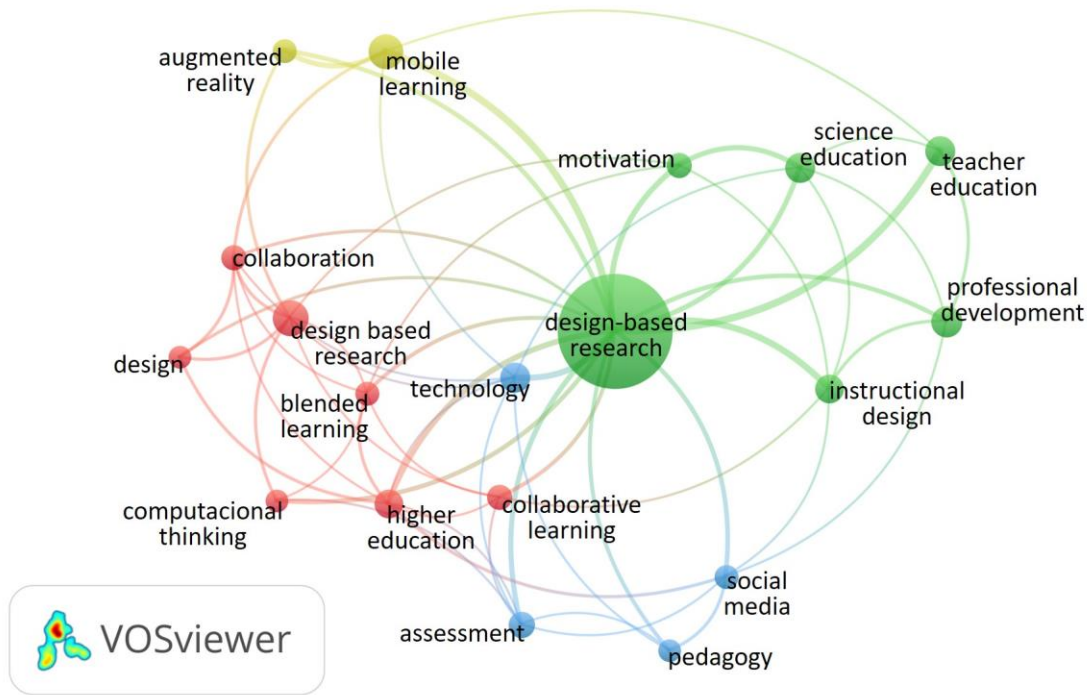 augmented
reality
mobile
learning
motivation
science
education
teacher
education
collaboration
design based
research
design-based
research
professional
development
design
technology
blended
learning
instructional
design
computacional
thinking
higher
education
collaborative
learning
social
media
assessment
pedagogy
VOSviewer